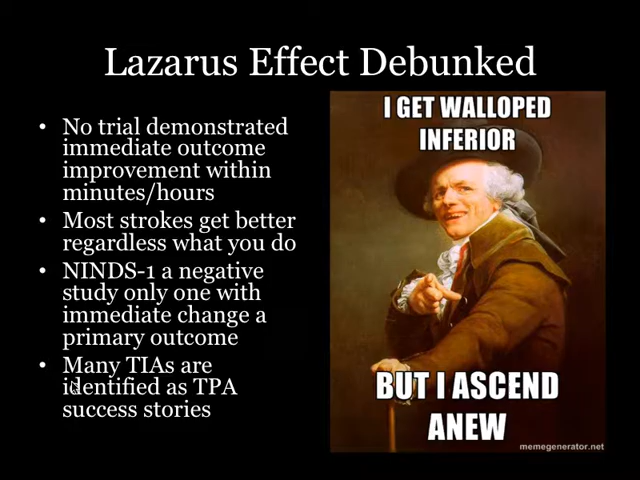 Lazarus Effect Debunked
• No trial demonstrated
immediate outcome
improvement within
minutes/hours
• Most strokes get better
regardless what you do
• NINDS-1 a negative
study only one with
immediate change a
primary outcome
• Many TIAs are
identified as TPA
success stories
I GET WALLOPED
INFERIOR
BUT I ASCEND
ANEW
memegenerator.net